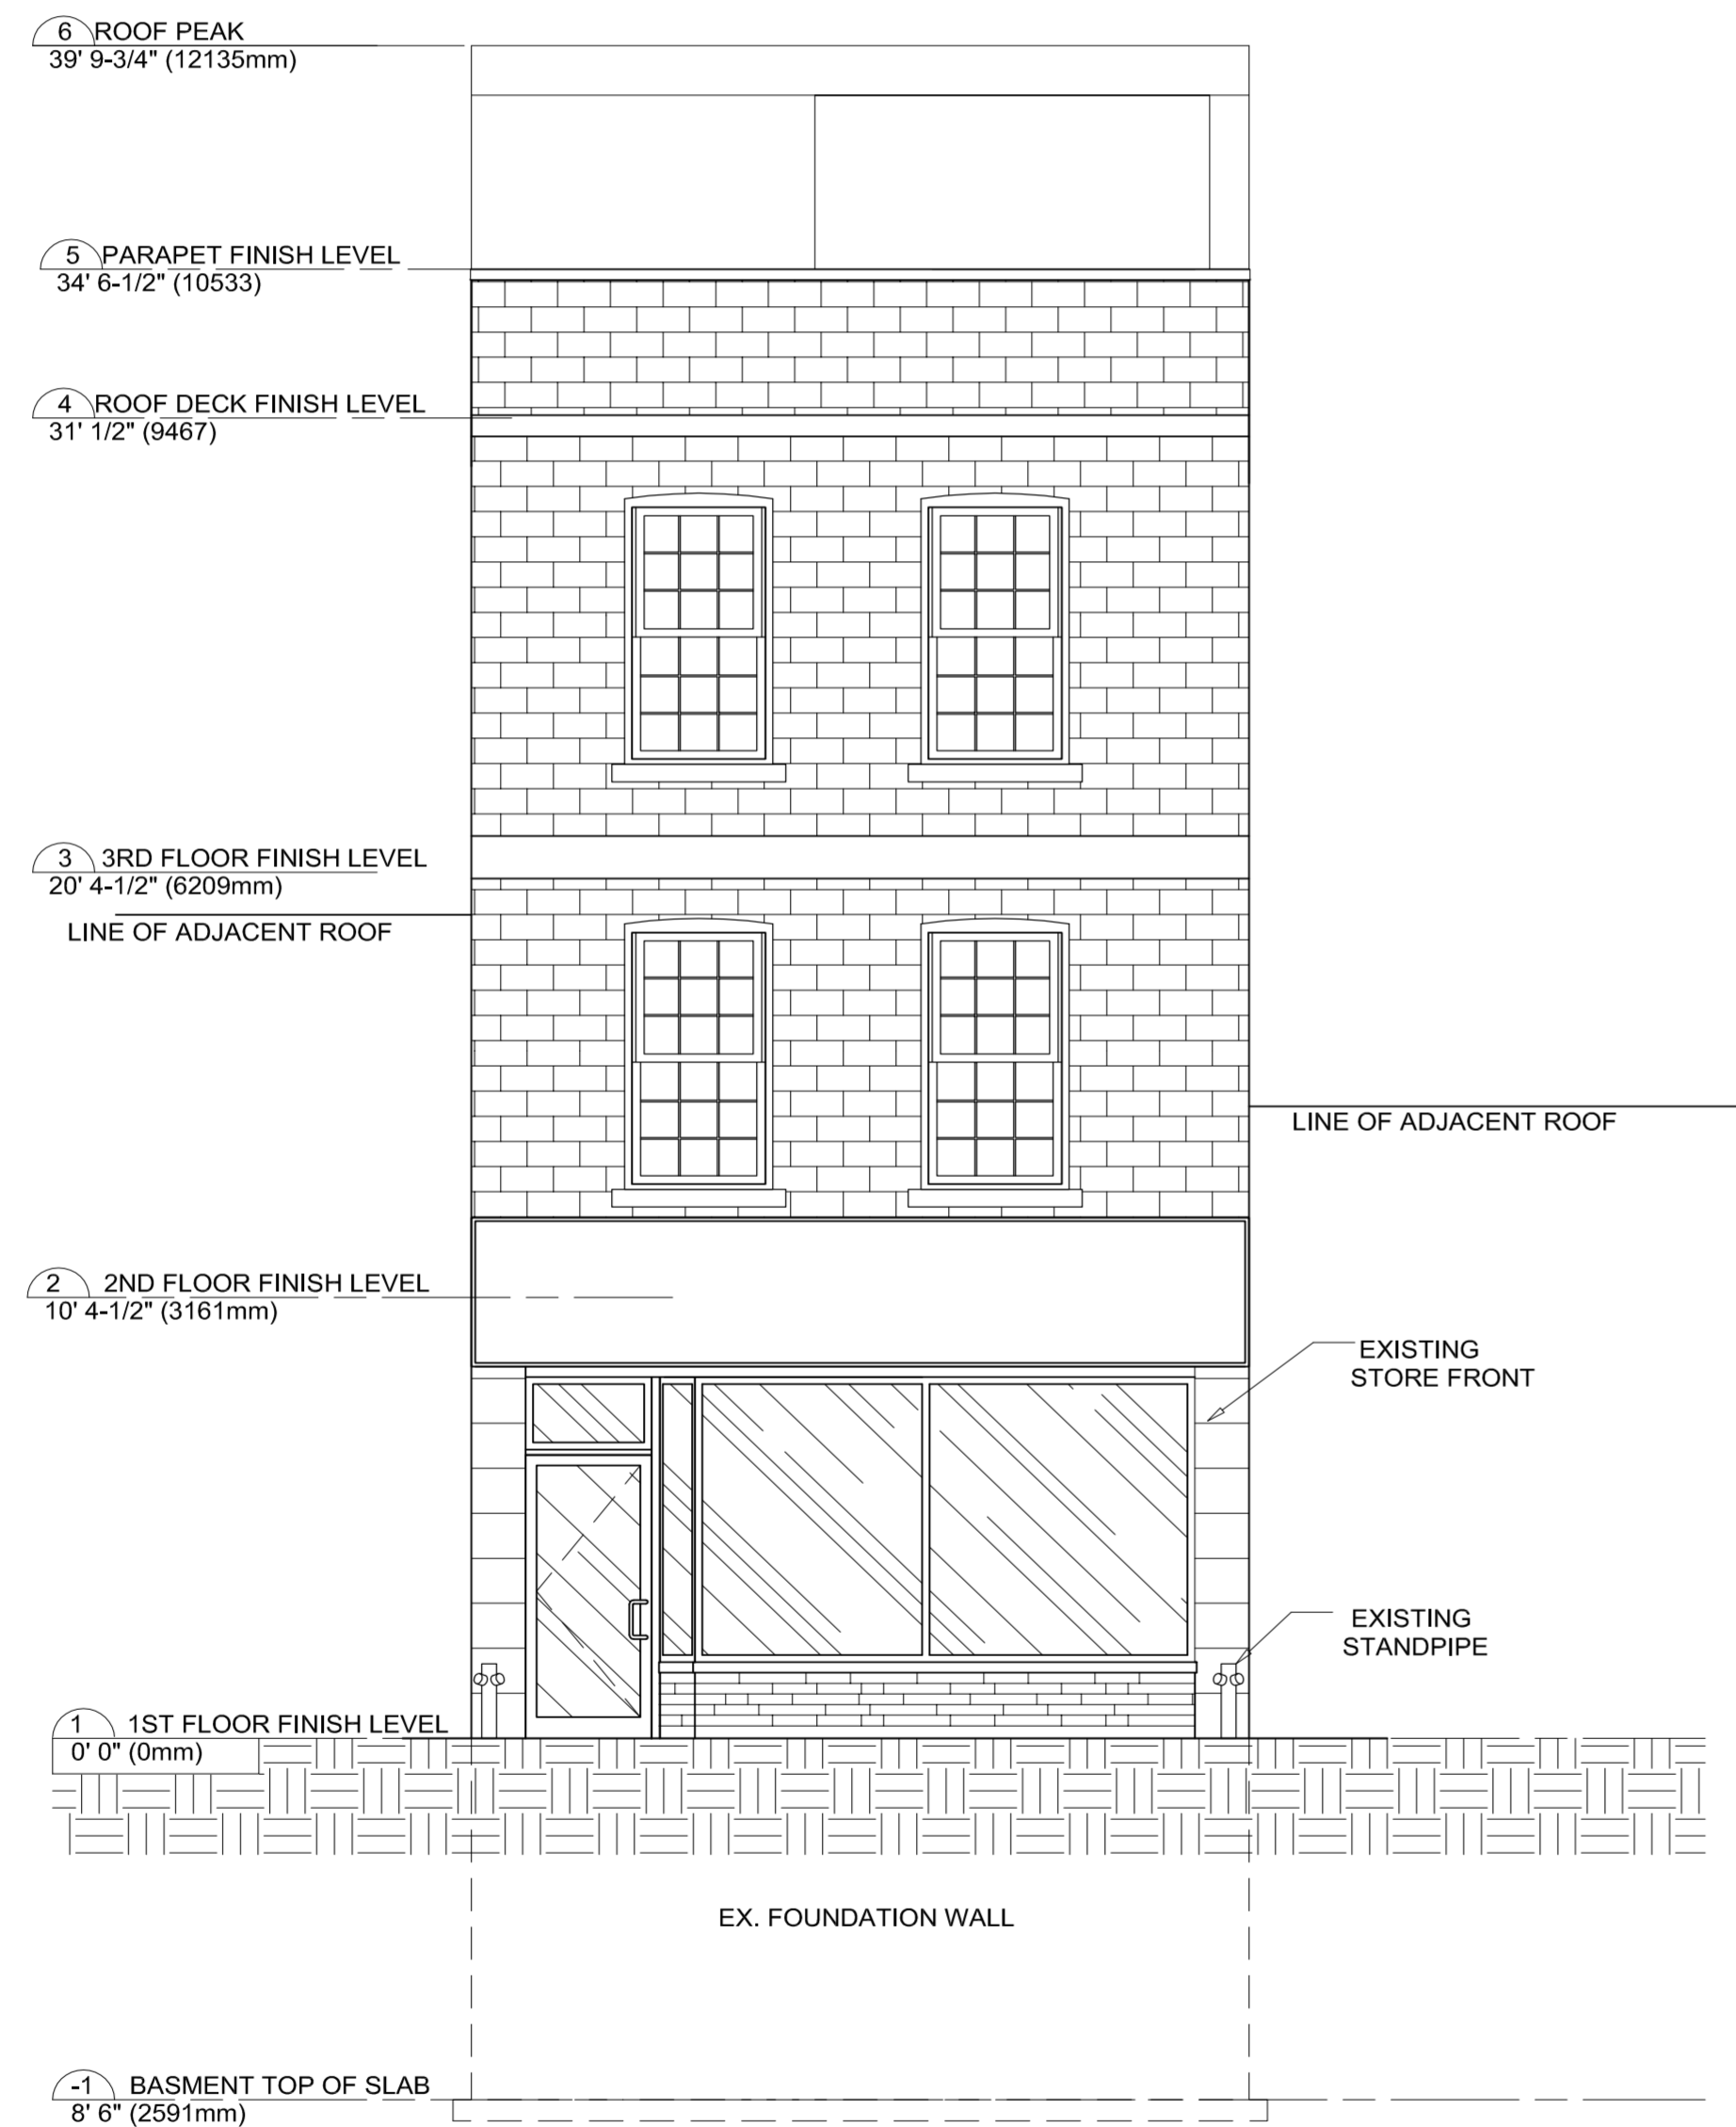 6 ROOF PEAK
39' 9-3/4" (12135mm)
5 PARAPET FINISH LEVEL
34' 6-1/2" (10533)
4 ROOF DECK FINISH LEVEL
31' 1/2" (9467)
3 3RD FLOOR FINISH LEVEL
20' 4-1/2" (6209mm)
LINE OF ADJACENT ROOF
LINE OF ADJACENT ROOF
2 2ND FLOOR FINISH LEVEL
10' 4-1/2" (3161mm)
EXISTING
STORE FRONT
EXISTING
STANDPIPE
1 1ST FLOOR FINISH LEVEL
0' 0" (0mm)
EX. FOUNDATION WALL
-1 BASMENT TOP OF SLAB
8' 6" (2591mm)